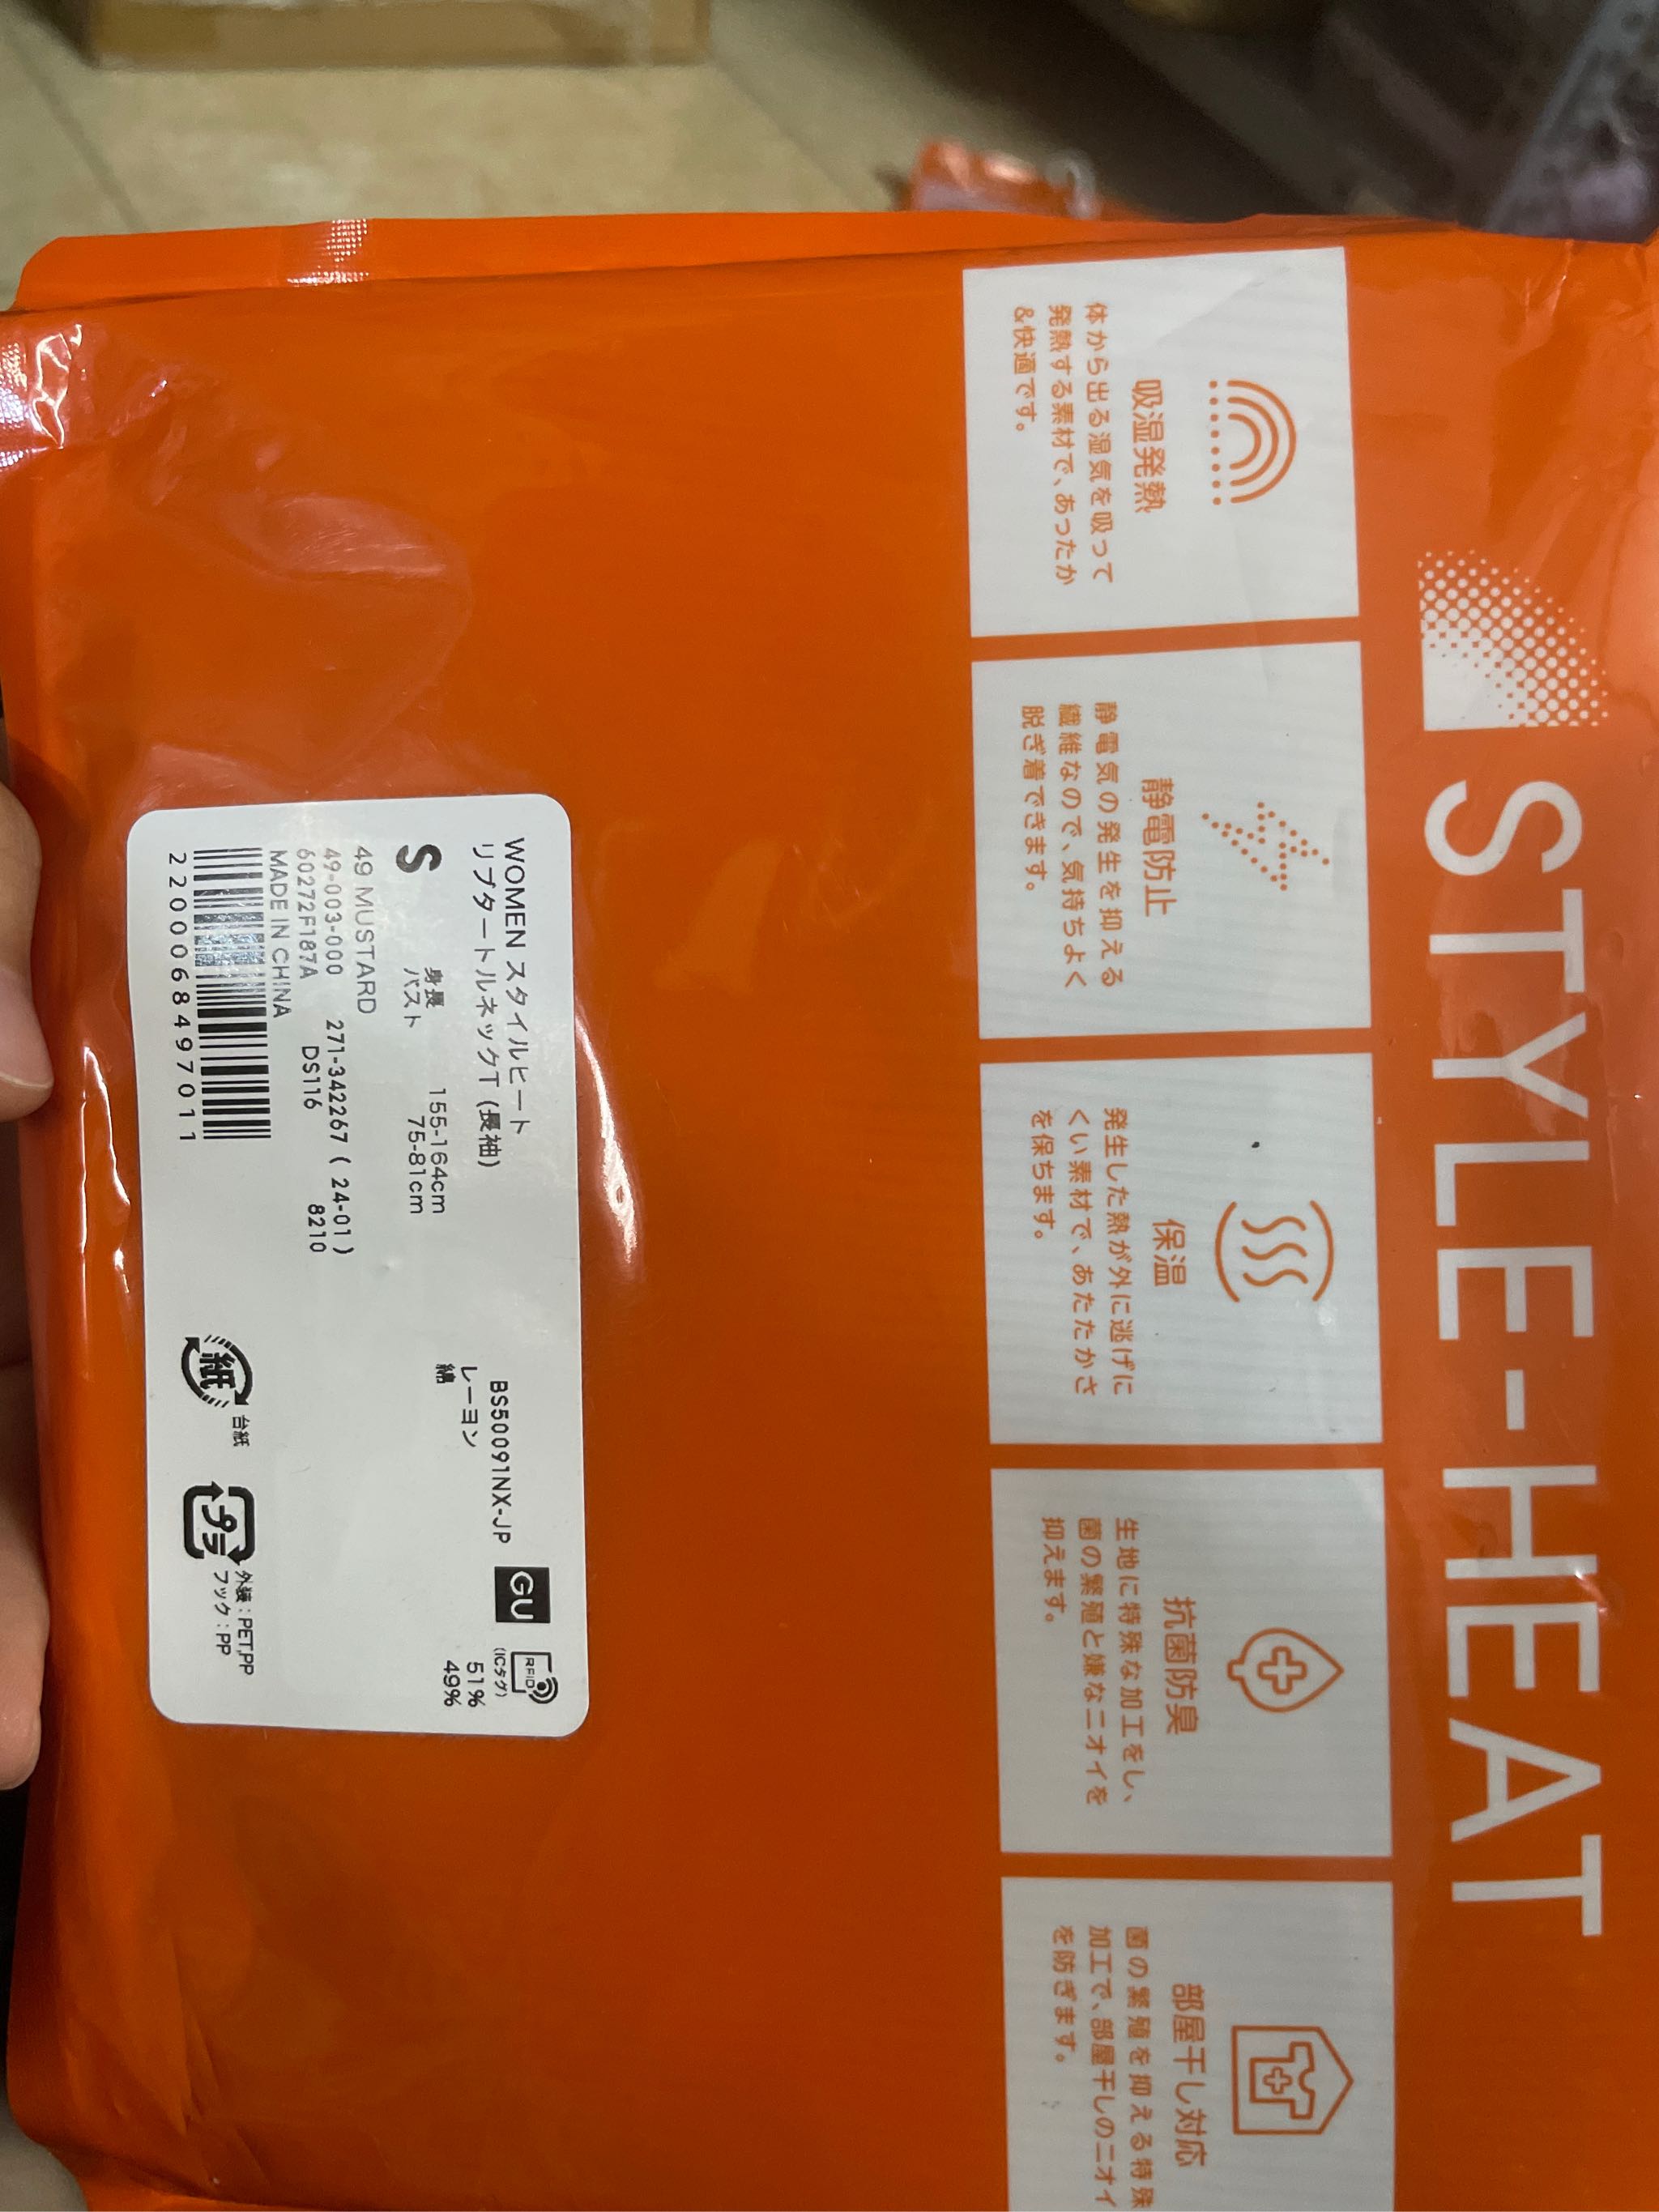 STYLE-HEAT
吸湿発熱
体から出る湿気を吸って
発熱する素材で、あったか
&快適です。
静電防止
静電気の発生を抑える
繊維なので、気持ちよく
脱ぎ着できます。
保温
発生した熱が外に逃げに
くい素材で、あたたかさ
を保ちます。
抗菌防臭
生地に特殊な加工をし、
菌の繁殖と嫌なニオイを
抑えます。
部屋干し対応
菌の繁殖を抑える特殊
加工で、部屋干しのニオイ
を防ぎます。
WOMEN スタイルヒート
リブタートルネックT (長袖)
S
身長 155-164cm
バスト 75-81cm
49 MUSTARD
49-003-000 271-342267 ( 24-01 )
60272F187A DS116 8210
MADE IN CHINA
2200068497011
BS50091NX-JP
GU
RFID
(ICタグ)
レーヨン 51%
綿 49%
紙
台紙
プラ
外装 : PET,PP
フック : PP